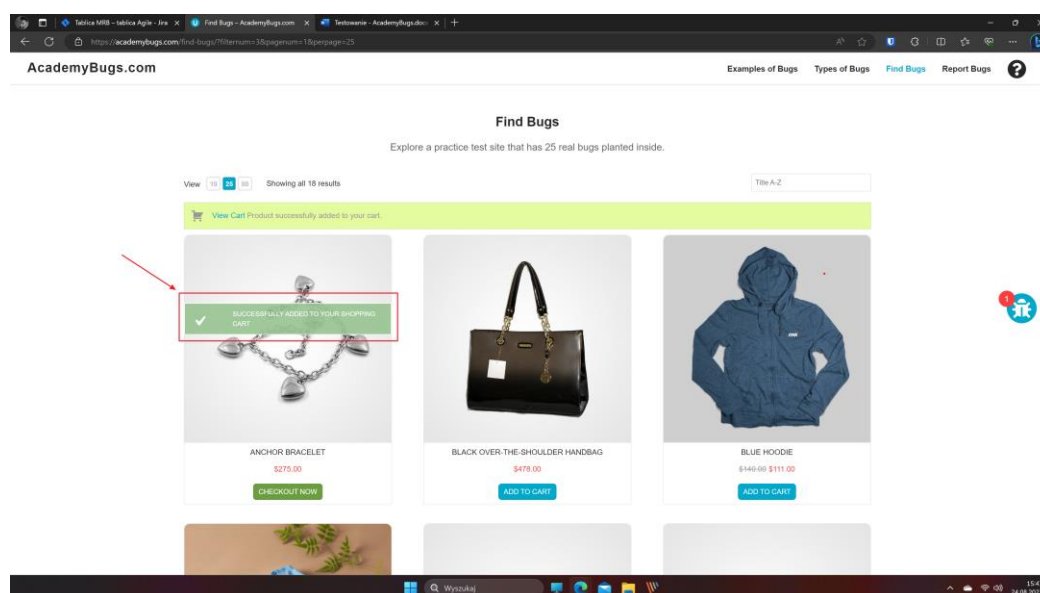 Tablice MRB – tablica Agile - Jira
Find Bugs – AcademyBugs.com
Testowanie - AcademyBugs.docx
https://academybugs.com/find-bugs/?filternum=3&pagenum=1&perpage=25
AcademyBugs.com
Examples of Bugs Types of Bugs Find Bugs Report Bugs
Find Bugs
Explore a practice test site that has 25 real bugs planted inside.
View 10 25 50 Showing all 18 results
Title A-Z
View Cart Product successfully added to your cart.
SUCCESSFULLY ADDED TO YOUR SHOPPING
CART
1
ANCHOR BRACELET
$275.00
CHECKOUT NOW
BLACK OVER-THE-SHOULDER HANDBAG
$478.00
ADD TO CART
BLUE HOODIE
$140.00 $111.00
ADD TO CART
Wyszukaj